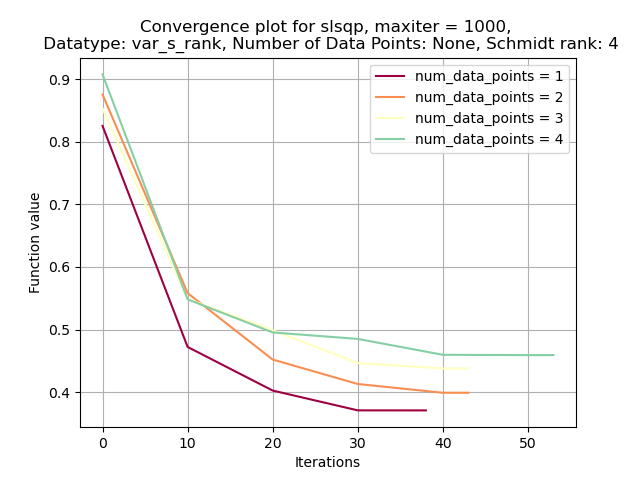 Convergence plot for slsqp, maxiter = 1000,
Datatype: var_s_rank, Number of Data Points: None, Schmidt rank: 4
num_data_points = 1
num_data_points = 2
num_data_points = 3
num_data_points = 4
Function value
0.9
0.8
0.7
0.6
0.5
0.4
0 10 20 30 40 50
Iterations